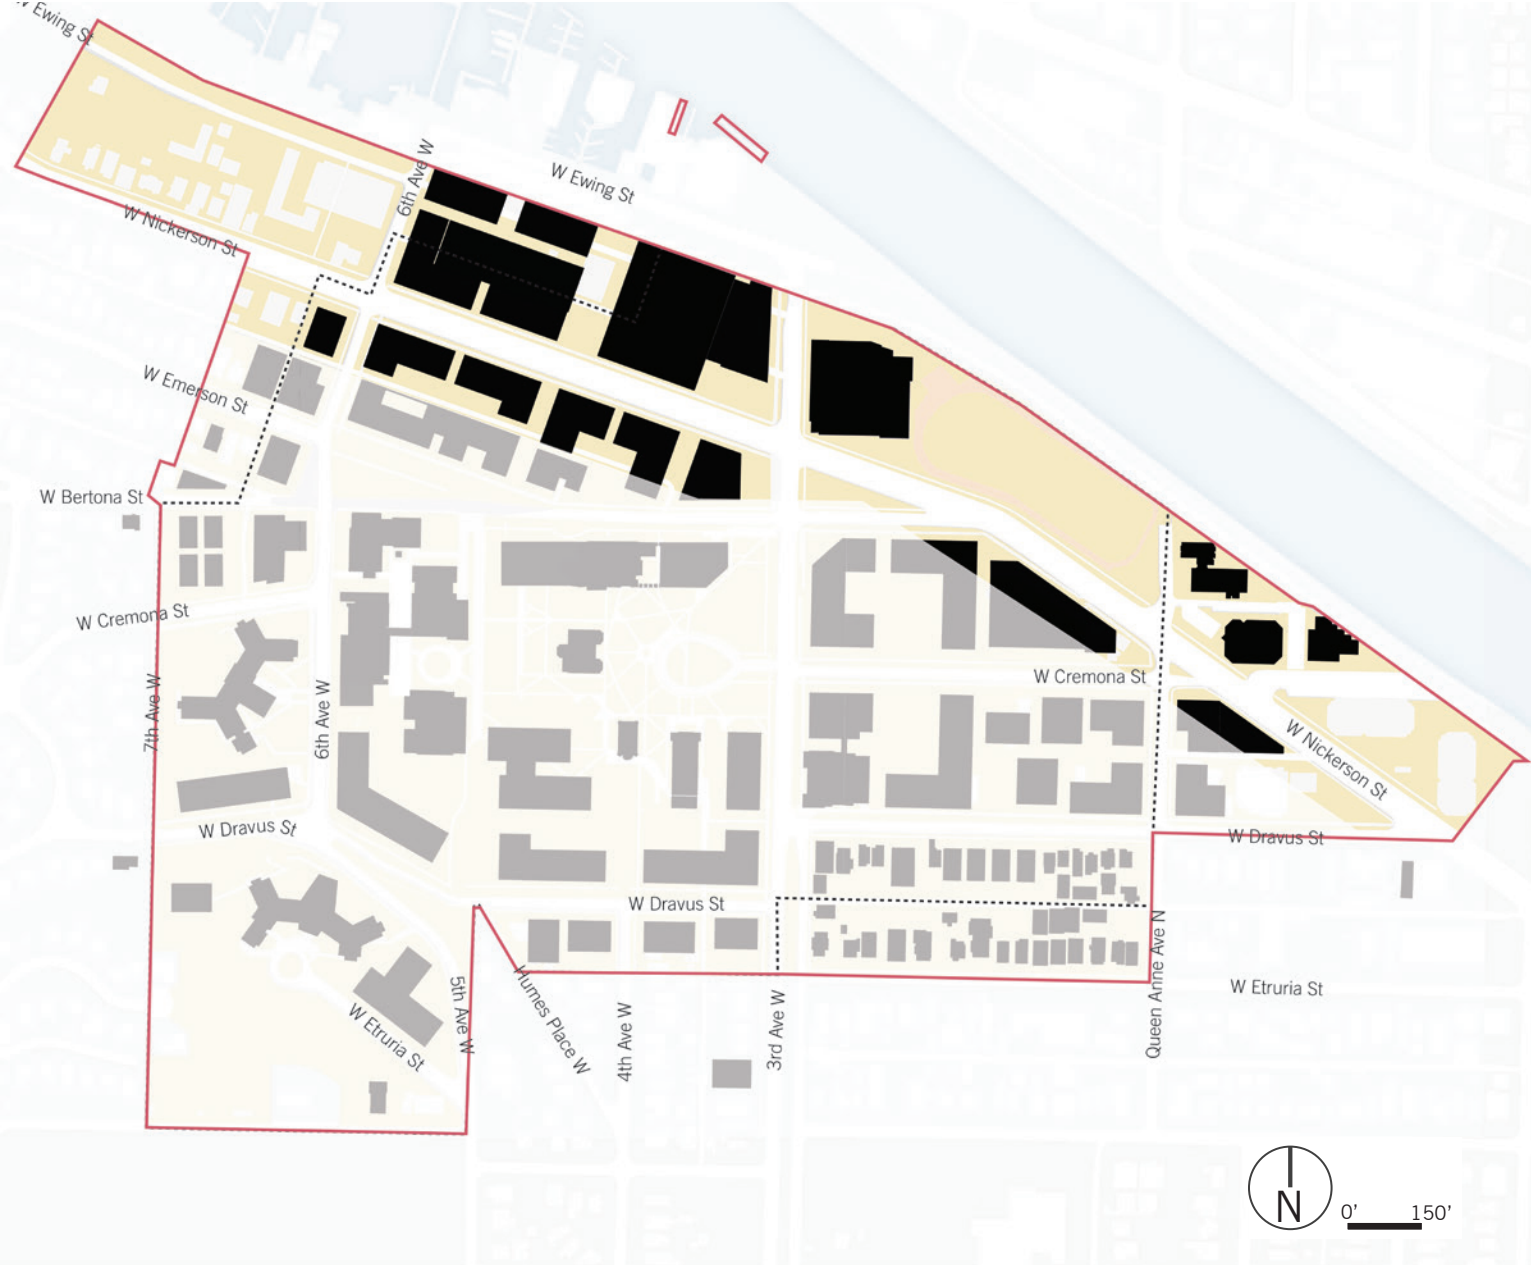 W Ewing St
6th Ave W
W Ewing St
W Nickerson St
W Emerson St
W Bertona St
W Cremona St
W Cremona St
7th Ave W
6th Ave W
W Nickerson St
W Dravus St
W Dravus St
W Dravus St
5th Ave W
Humes Place W
W Etruria St
4th Ave W
3rd Ave W
Queen Anne Ave N
W Etruria St
N
0' 150'